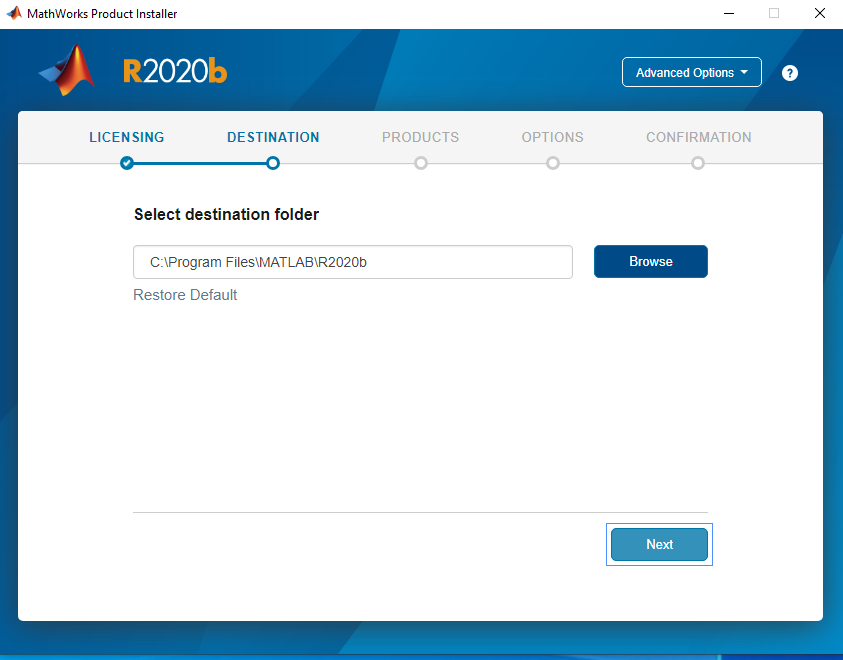 MathWorks Product Installer
R2020b
Advanced Options
?
LICENSING
DESTINATION
PRODUCTS
OPTIONS
CONFIRMATION
Select destination folder
C:\Program Files\MATLAB\R2020b
Browse
Restore Default
Next